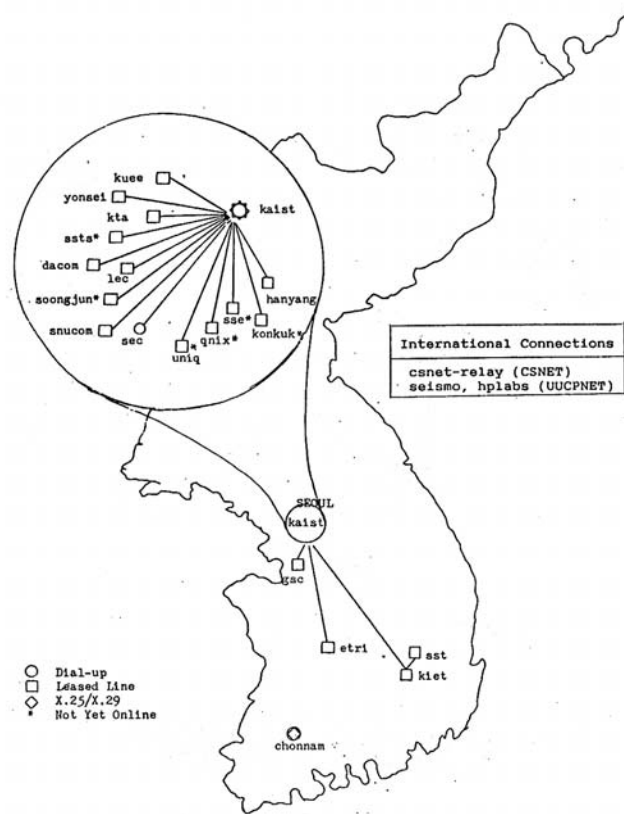 kuee
yonsei
kaist
kta
ssts*
dacom
lec
hanyang
soongjun*
sse*
konkuk*
snucom
sec
qnix*
uniq*
International Connections
csnet-relay (CSNET)
seismo, hplabs (UUCPNET)
SEOUL
kaist
gsc
etri
sst
kiet
Dial-up
Leased Line
X.25/X.29
* Not Yet Online
chonnam